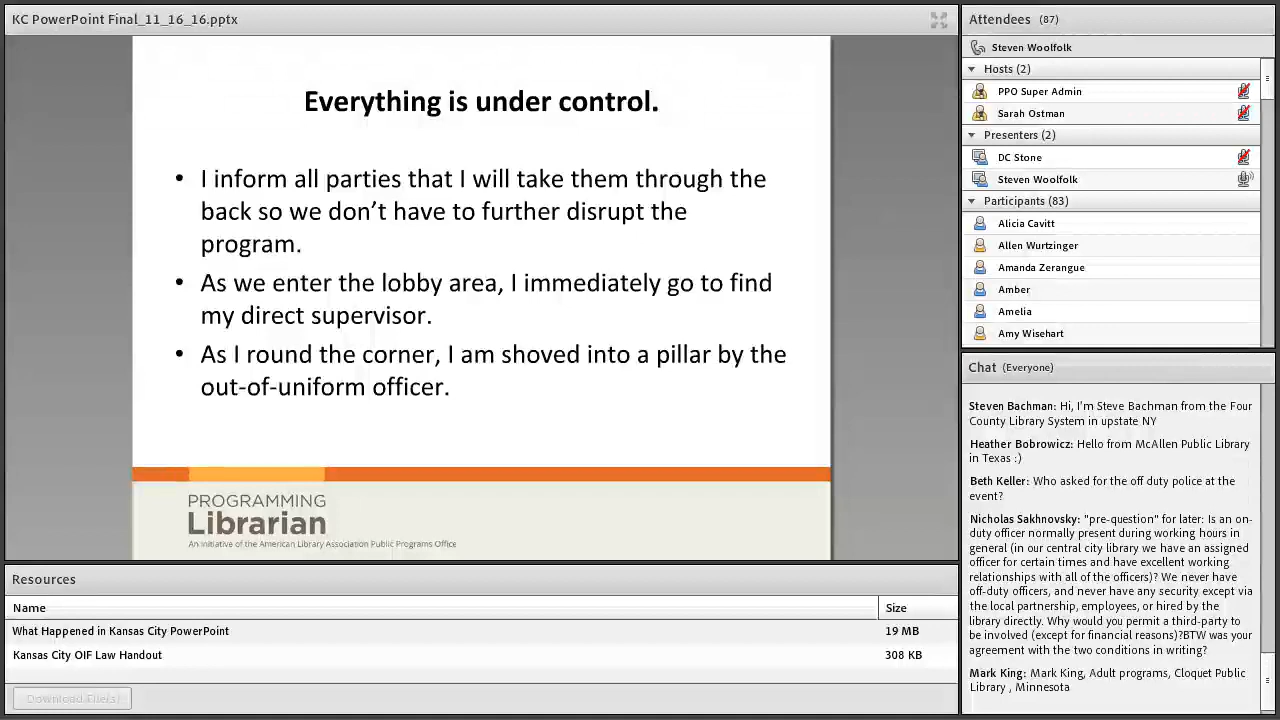 KC PowerPoint Final_11_16_16.pptx
Everything is under control.
• I inform all parties that I will take them through the
back so we don’t have to further disrupt the
program.
• As we enter the lobby area, I immediately go to find
my direct supervisor.
• As I round the corner, I am shoved into a pillar by the
out-of-uniform officer.
PROGRAMMING
Librarian
An initiative of the American Library Association Public Programs Office
Resources
Name Size
What Happened in Kansas City PowerPoint 19 MB
Kansas City OIF Law Handout 308 KB
Download File(s)
Attendees (87)
Steven Woolfolk
Hosts (2)
PPO Super Admin
Sarah Ostman
Presenters (2)
DC Stone
Steven Woolfolk
Participants (83)
Alicia Cavitt
Allen Wurtzinger
Amanda Zerangue
Amber
Amelia
Amy Wisehart
Chat (Everyone)
Steven Bachman: Hi, I'm Steve Bachman from the Four
County Library System in upstate NY
Heather Bobrowicz: Hello from McAllen Public Library
in Texas :)
Beth Keller: Who asked for the off duty police at the
event?
Nicholas Sakhnovsky: "pre-question" for later: Is an on-
duty officer normally present during working hours in
general (in our central city library we have an assigned
officer for certain times and have excellent working
relationships with all of the officers)? We never have
off-duty officers, and never have any security except via
the local partnership, employees, or hired by the
library directly. Why would you permit a third-party to
be involved (except for financial reasons)?BTW was your
agreement with the two conditions in writing?
Mark King: Mark King, Adult programs, Cloquet Public
Library , Minnesota